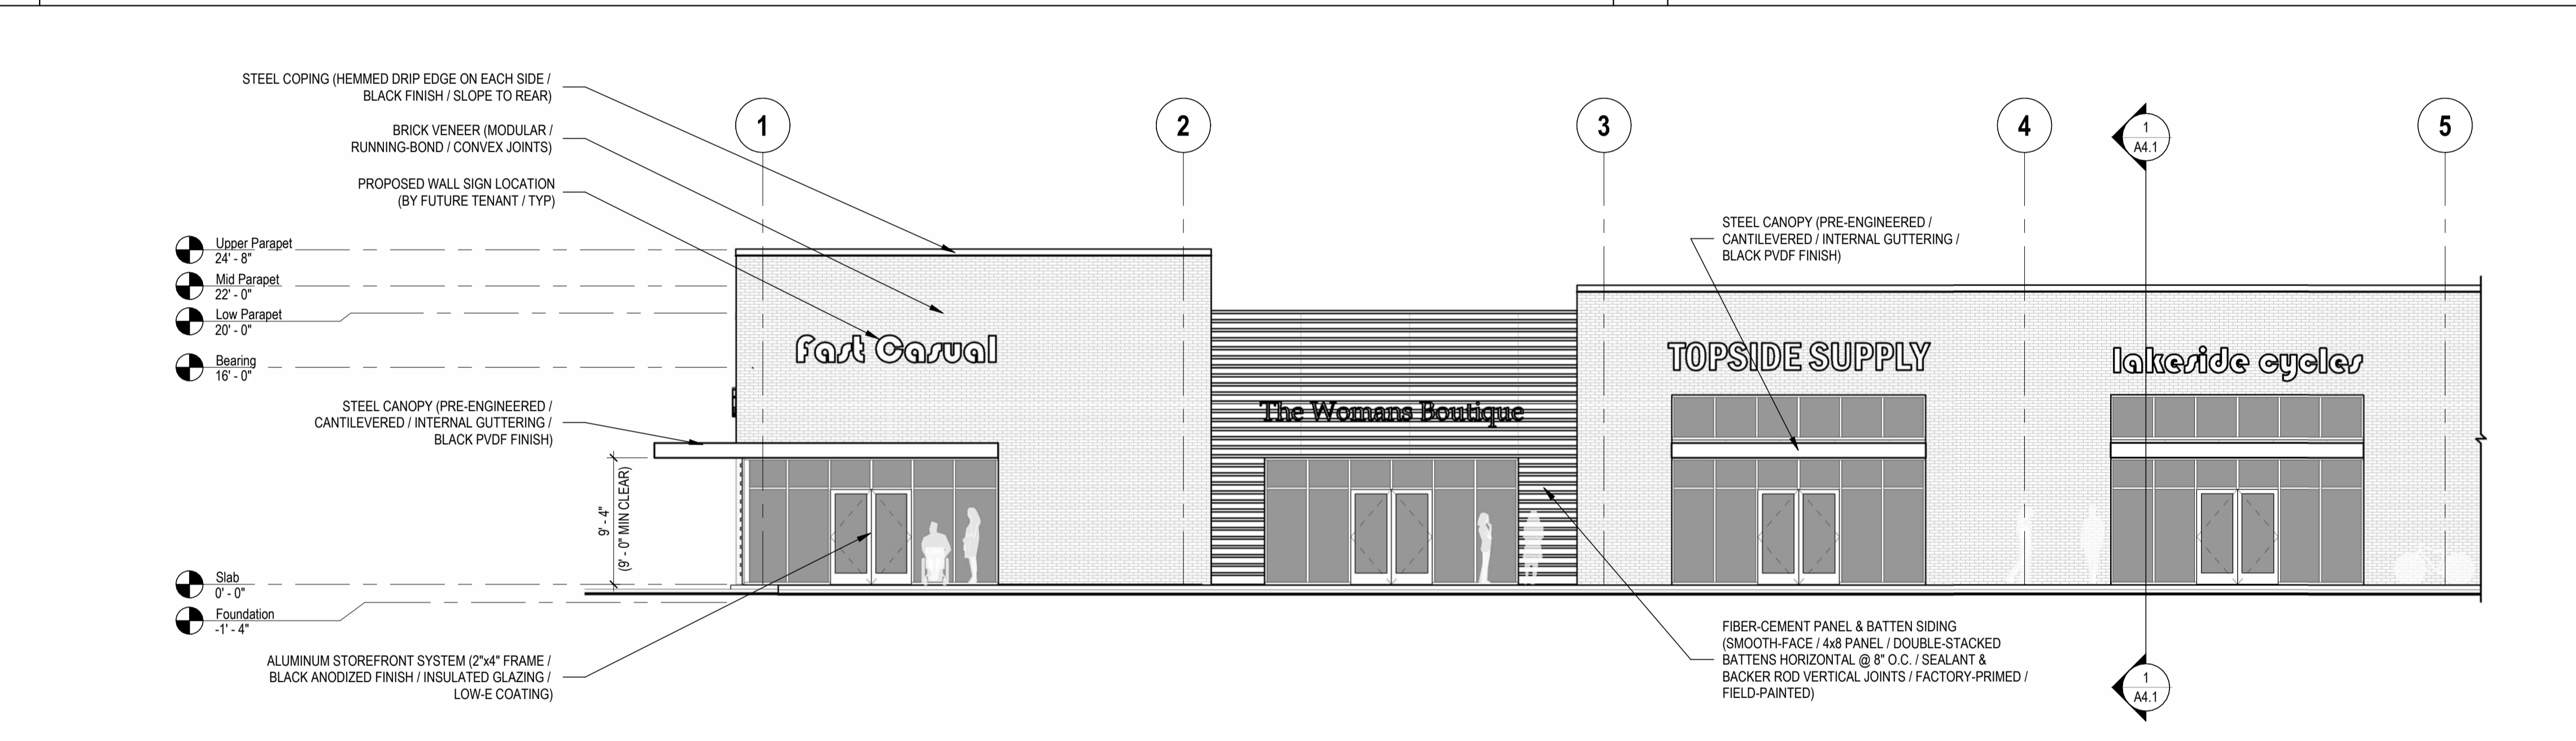 STEEL COPING (HEMMED DRIP EDGE ON EACH SIDE /
BLACK FINISH / SLOPE TO REAR)
BRICK VENEER (MODULAR /
RUNNING-BOND / CONVEX JOINTS)
PROPOSED WALL SIGN LOCATION
(BY FUTURE TENANT / TYP)
1
2
3
4
5
1
A4.1
STEEL CANOPY (PRE-ENGINEERED /
CANTILEVERED / INTERNAL GUTTERING /
BLACK PVDF FINISH)
Upper Parapet
24' - 8"
Mid Parapet
22' - 0"
Low Parapet
20' - 0"
Bearing
16' - 0"
Fast Casual
The Womans Boutique
TOPSIDE SUPPLY
lakeside cycles
STEEL CANOPY (PRE-ENGINEERED /
CANTILEVERED / INTERNAL GUTTERING /
BLACK PVDF FINISH)
9' - 4"
(9' - 0" MIN CLEAR)
Slab
0' - 0"
Foundation
-1' - 4"
ALUMINUM STOREFRONT SYSTEM (2"x4" FRAME /
BLACK ANODIZED FINISH / INSULATED GLAZING /
LOW-E COATING)
FIBER-CEMENT PANEL & BATTEN SIDING
(SMOOTH-FACE / 4x8 PANEL / DOUBLE-STACKED
BATTENS HORIZONTAL @ 8" O.C. / SEALANT &
BACKER ROD VERTICAL JOINTS / FACTORY-PRIMED /
FIELD-PAINTED)
1
A4.1